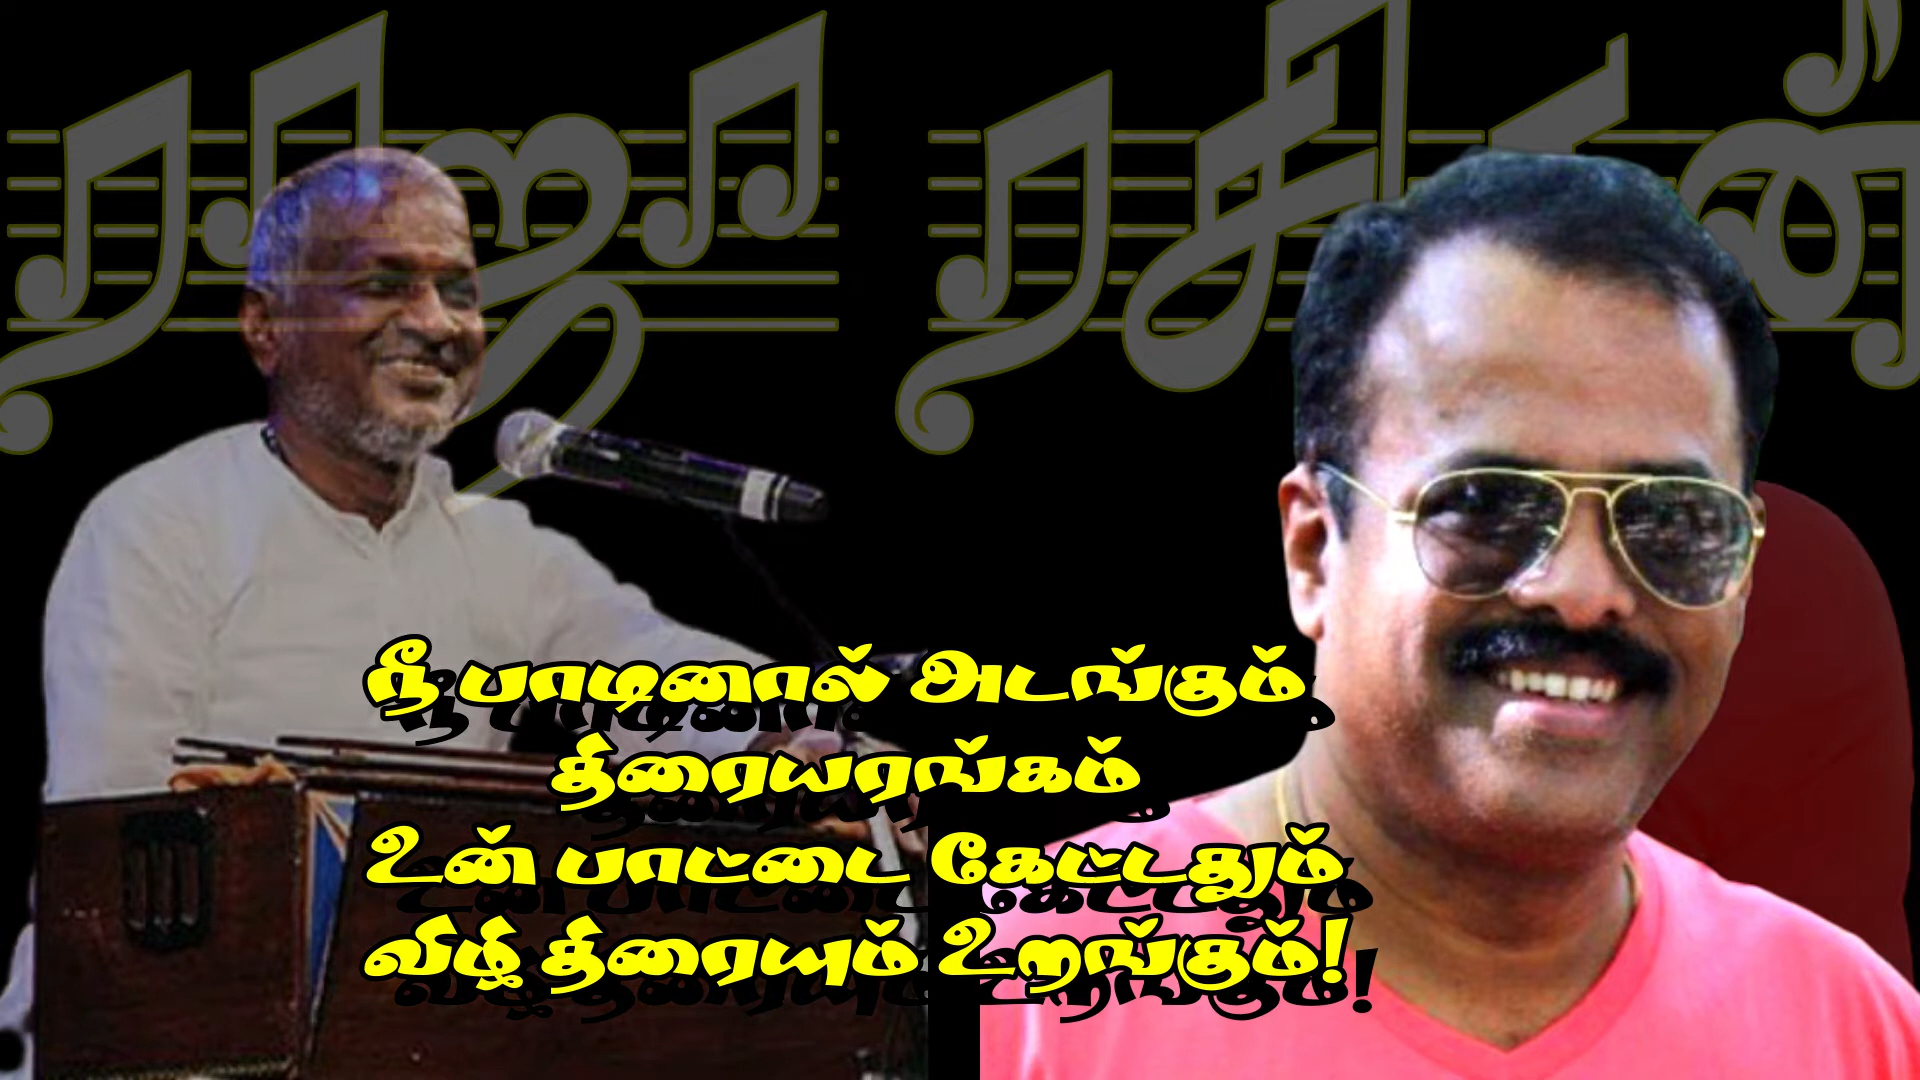 ராஜா ரசிகன்
நீ பாடினால் அடங்கும்
திரையரங்கம்
உன் பாட்டை கேட்டதும்
விழி திரையும் உறங்கும்!